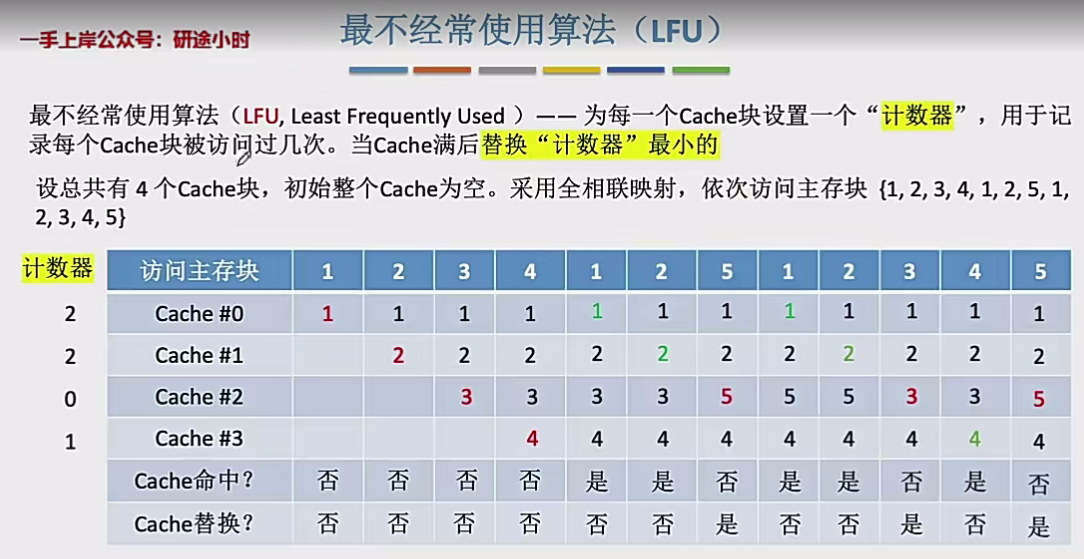 最不经常使用算法（LFU）
一手上岸公众号：研途小时
最不经常使用算法（LFU, Least Frequently Used ）—— 为每一个Cache块设置一个“计数器”，用于记
录每个Cache块被访问过几次。当Cache满后替换“计数器”最小的
设总共有 4 个Cache块，初始整个Cache为空。采用全相联映射，依次访问主存块 {1, 2, 3, 4, 1, 2, 5, 1,
2, 3, 4, 5}
计数器 访问主存块 1 2 3 4 1 2 5 1 2 3 4 5
2 Cache #0 1 1 1 1 1 1 1 1 1 1 1 1
2 Cache #1 2 2 2 2 2 2 2 2 2 2 2
0 Cache #2 3 3 3 3 5 5 5 3 3 5
1 Cache #3 4 4 4 4 4 4 4 4 4
Cache命中？ 否 否 否 否 是 是 否 是 是 否 是 否
Cache替换？ 否 否 否 否 否 否 是 否 否 是 否 是